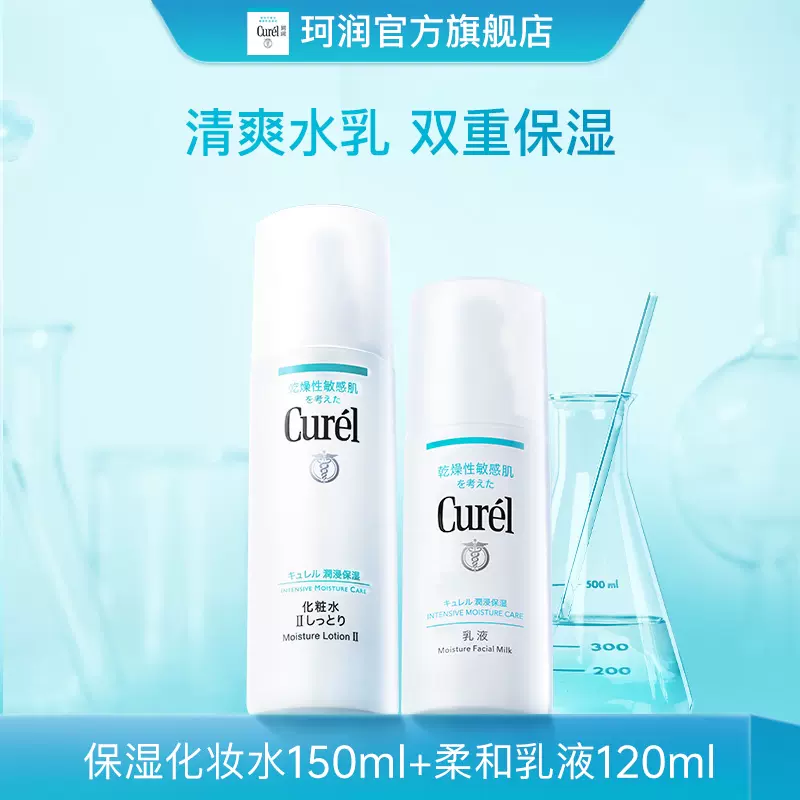 Curél
珂润官方旗舰店
清爽水乳 双重保湿
乾燥性敏感肌
を考えた
Curél
キュレル 潤浸保湿
INTENSIVE MOISTURE CARE
化粧水
IIしっとり
Moisture Lotion II
乾燥性敏感肌
を考えた
Curél
キュレル 潤浸保湿
INTENSIVE MOISTURE CARE
乳液
Moisture Facial Milk
500 ml
300
200
保湿化妆水150ml+柔和乳液120ml